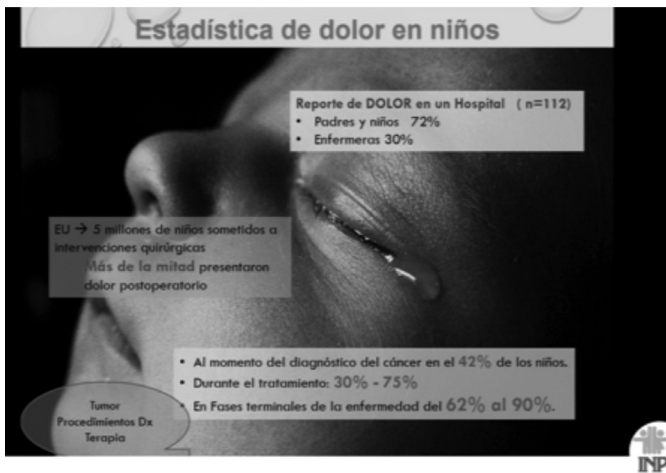 Estadística de dolor en niños
Reporte de DOLOR en un Hospital ( n=112)
• Padres y niños 72%
• Enfermeras 30%
EU → 5 millones de niños sometidos a
intervenciones quirúrgicas
Más de la mitad presentaron
dolor postoperatorio
• Al momento del diagnóstico del cáncer en el 42% de los niños.
• Durante el tratamiento: 30% - 75%
• En Fases terminales de la enfermedad del 62% al 90%.
Tumor
Procedimientos Dx
Terapia
INP